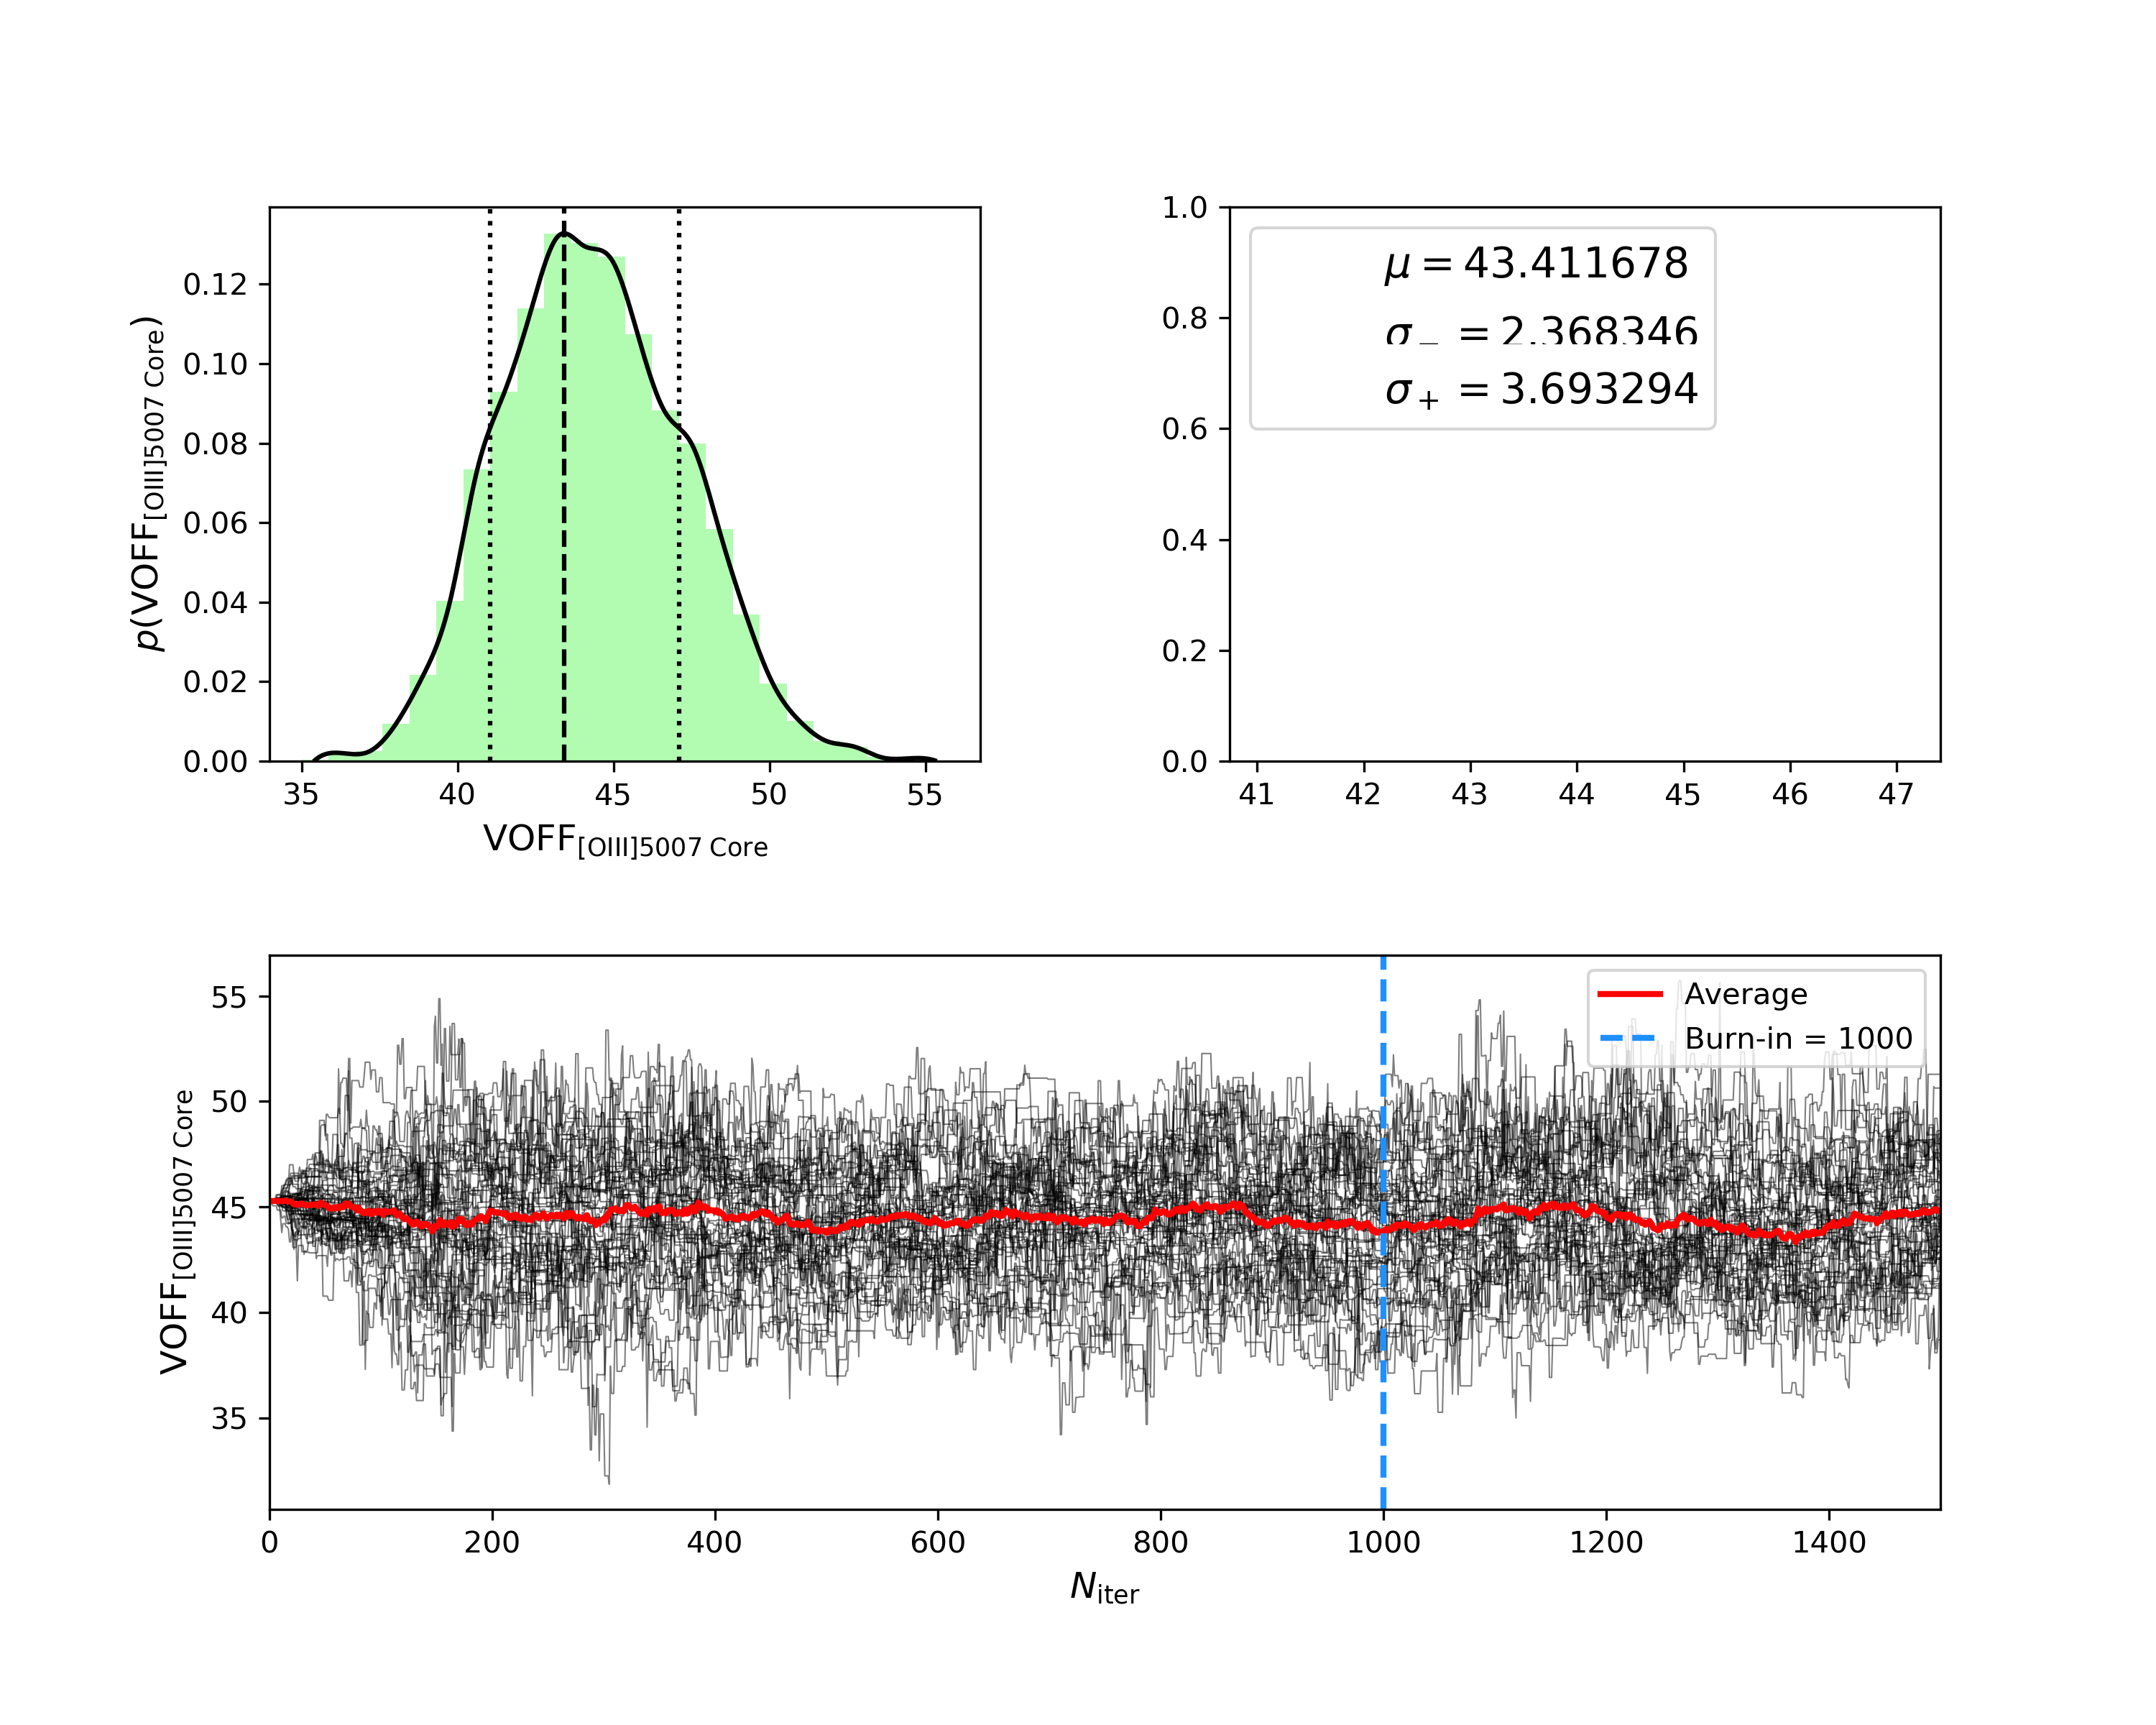 0.12
0.10
0.08
0.06
0.04
0.02
0.00
35 40 45 50 55
p(VOFF[OIII]5007 Core)
VOFF[OIII]5007 Core
1.0
0.8
0.6
0.4
0.2
0.0
41 42 43 44 45 46 47
μ = 43.411678
σ− = 2.368346
σ+ = 3.693294
55
50
45
40
35
0 200 400 600 800 1000 1200 1400
VOFF[OIII]5007 Core
Niter
Average
Burn-in = 1000